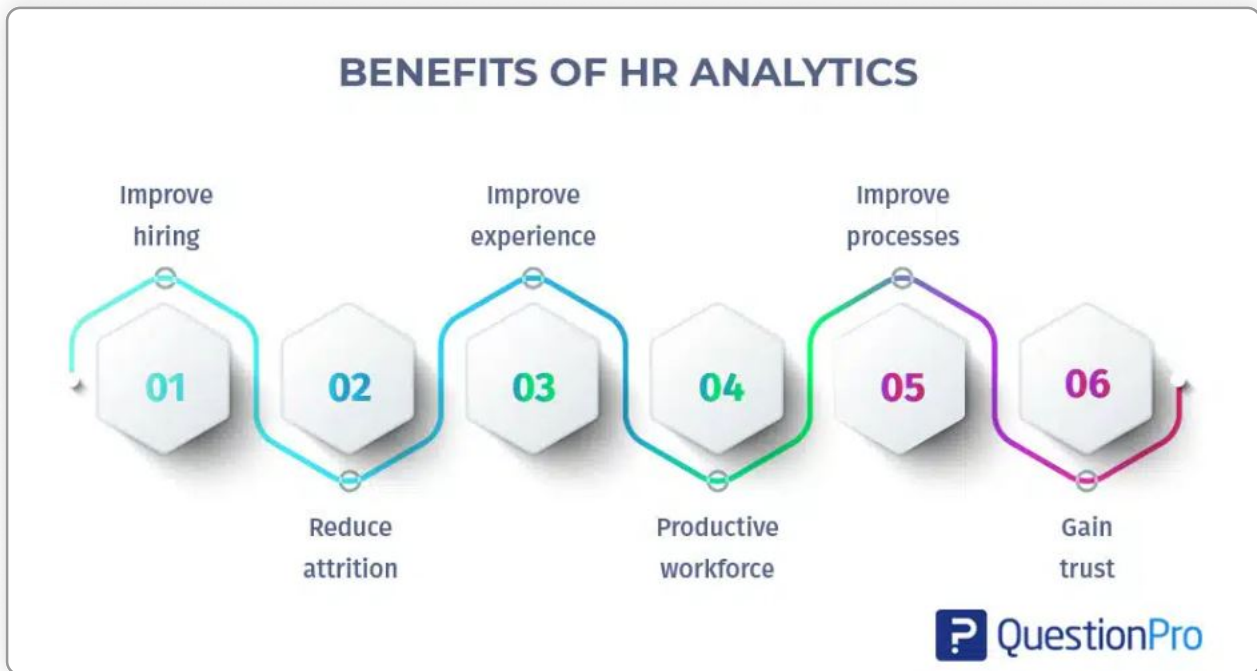 BENEFITS OF HR ANALYTICS
Improve
hiring
01
02
Reduce
attrition
Improve
experience
03
04
Productive
workforce
Improve
processes
05
06
Gain
trust
QuestionPro